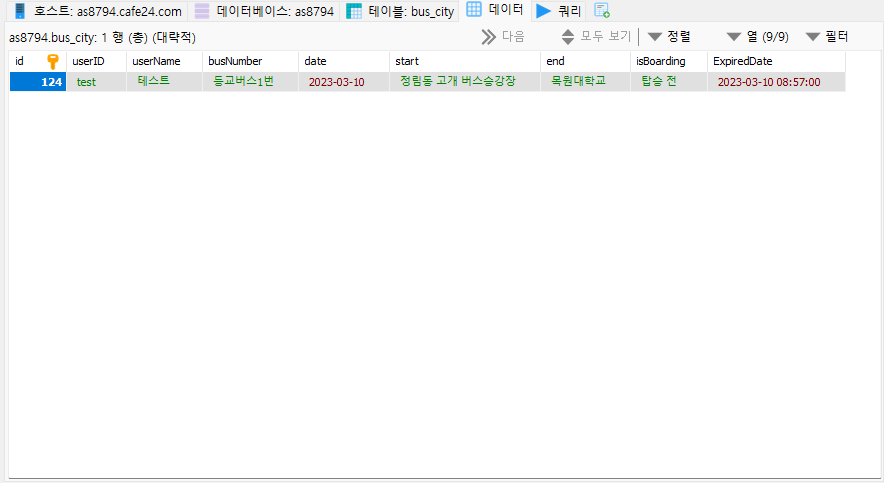 호스트: as8794.cafe24.com 데이터베이스: as8794 테이블: bus_city 데이터 쿼리
as8794.bus_city: 1 행 (총) (대략적) 다음 모두 보기 정렬 열 (9/9) 필터
id userID userName busNumber date start end isBoarding ExpiredDate
124 test 테스트 등교버스1번 2023-03-10 정림동 고개 버스승강장 목원대학교 탑승 전 2023-03-10 08:57:00